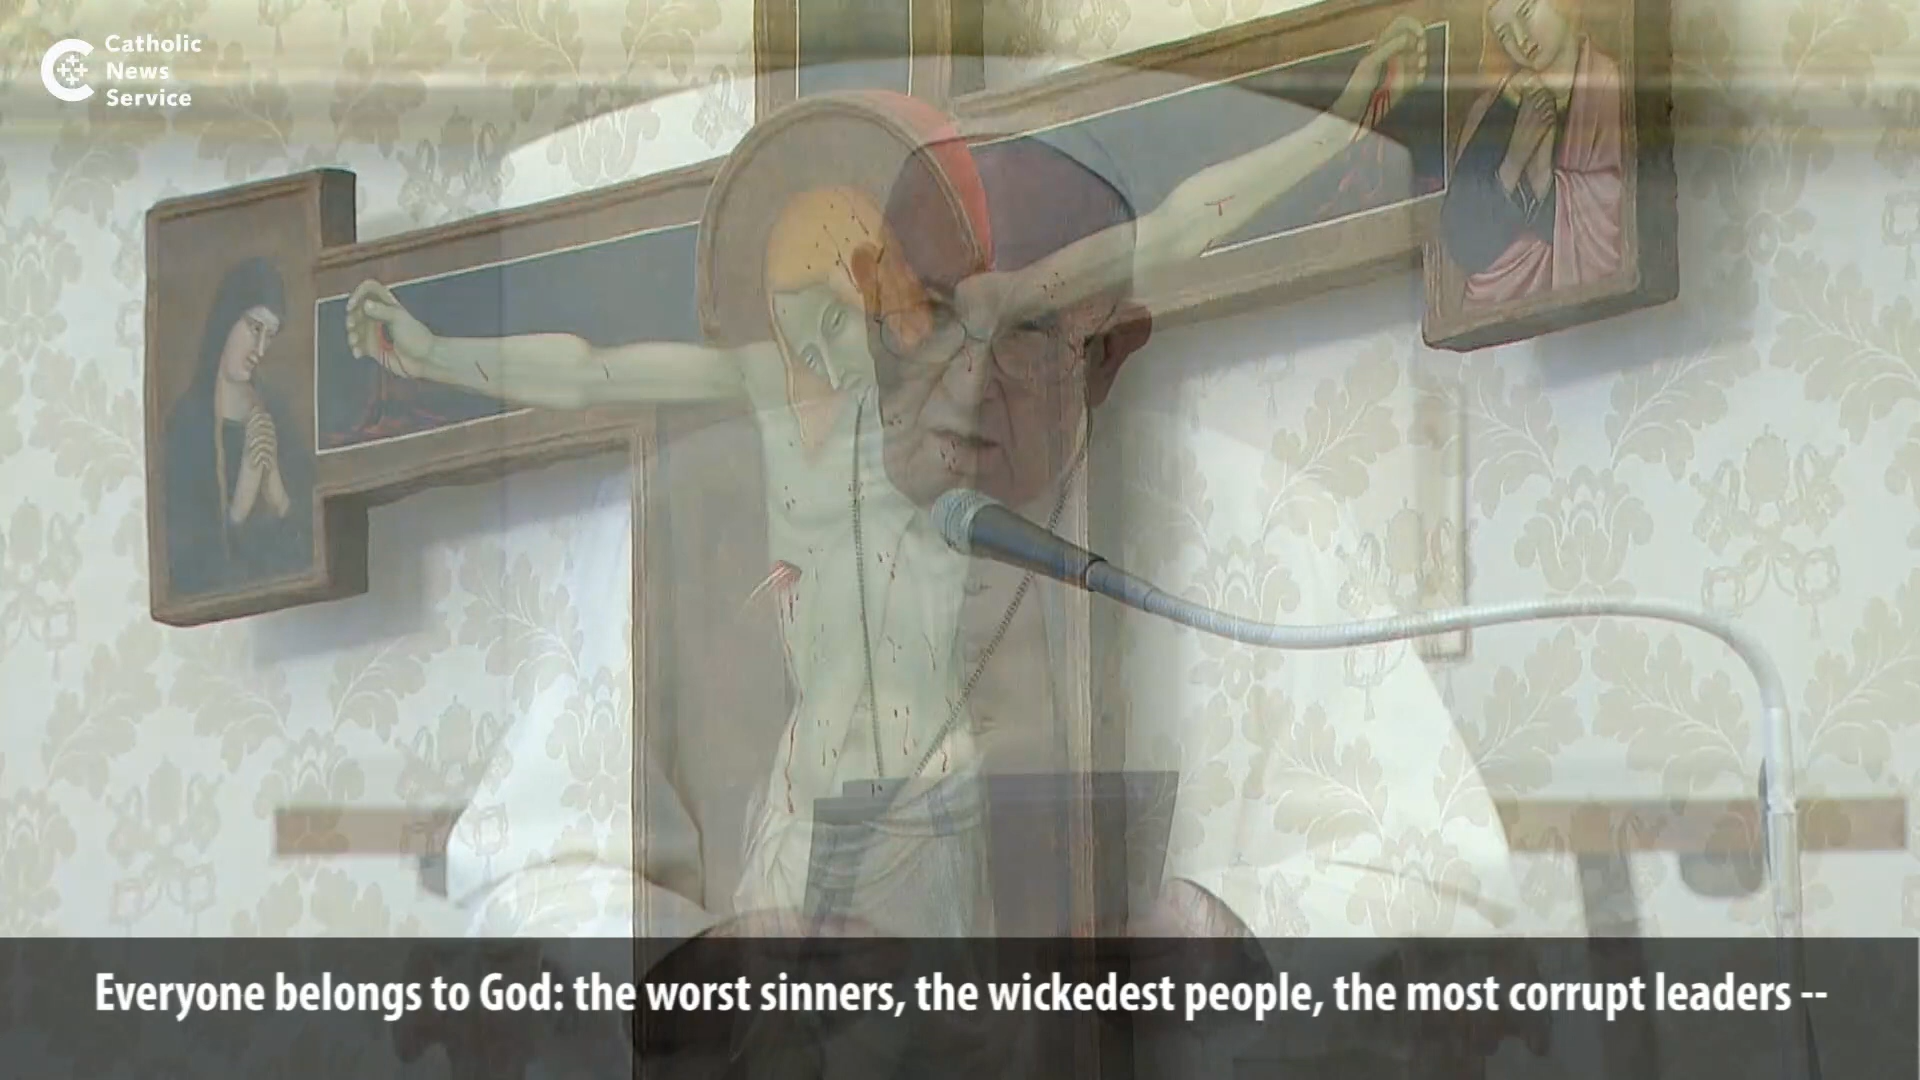 Catholic
News
Service
Everyone belongs to God: the worst sinners, the wickedest people, the most corrupt leaders --